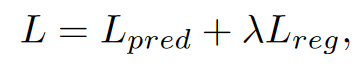 L = L_{pred} + λL_{reg},